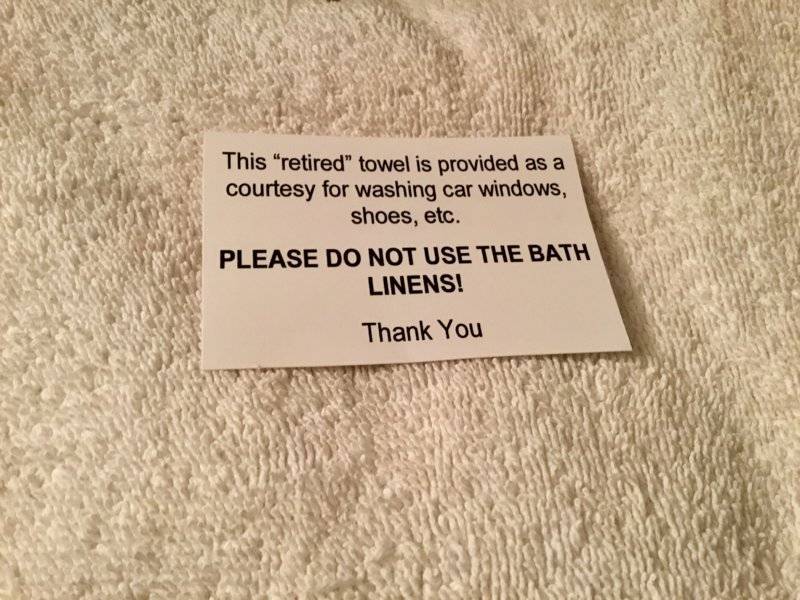 This “retired” towel is provided as a
courtesy for washing car windows,
shoes, etc.
PLEASE DO NOT USE THE BATH
LINENS!
Thank You